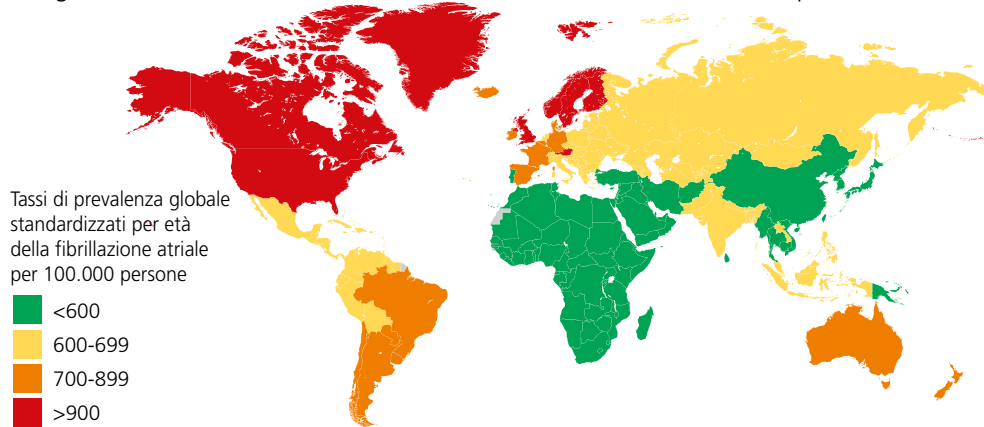 Tassi di prevalenza globale
standardizzati per età
della fibrillazione atriale
per 100.000 persone
<600
600-699
700-899
>900